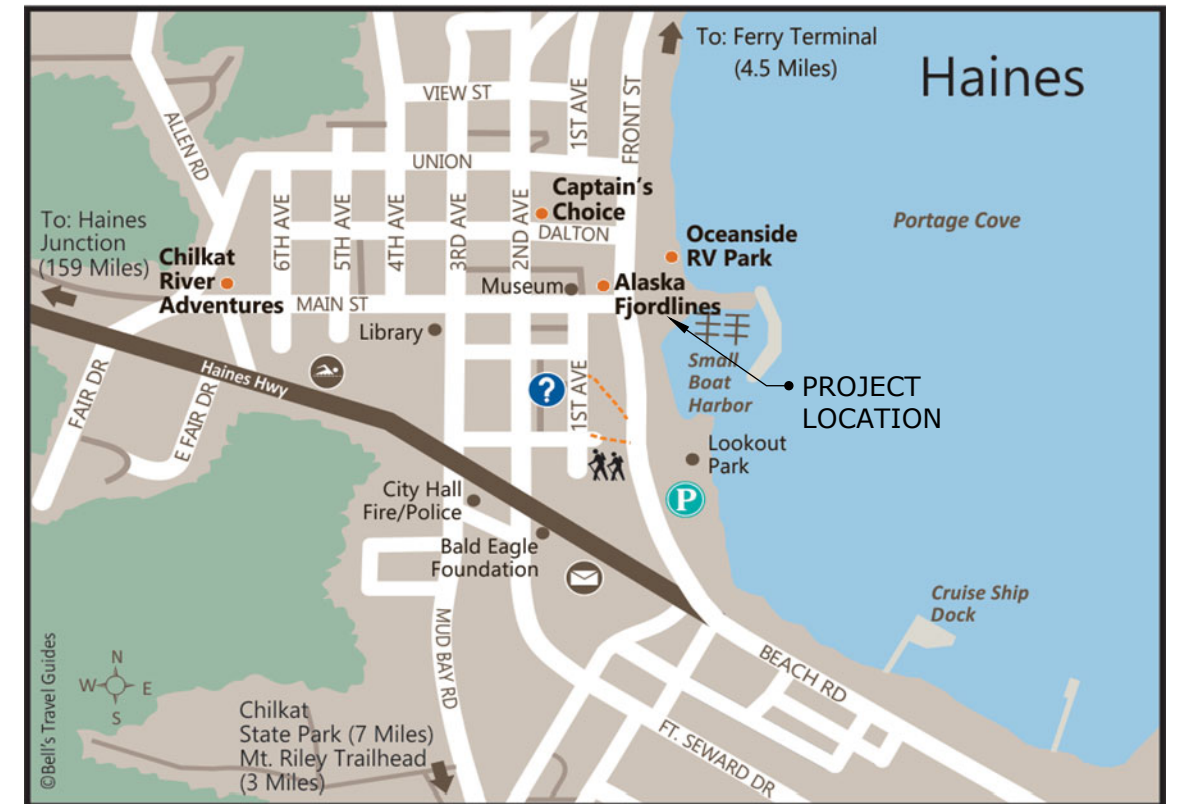 Haines
To: Ferry Terminal
(4.5 Miles)
VIEW ST
1ST AVE
FRONT ST
ALLEN RD
UNION
Captain's
Choice
DALTON
6TH AVE
5TH AVE
4TH AVE
3RD AVE
2ND AVE
Portage Cove
To: Haines
Junction
(159 Miles)
Chilkat
River
Adventures
MAIN ST
Museum
Oceanside
RV Park
Alaska
Fjordlines
Library
Small
Boat
Harbor
PROJECT
LOCATION
Haines Hwy
FAIR DR
E FAIR DR
?
1ST AVE
Lookout
Park
P
City Hall
Fire/Police
Bald Eagle
Foundation
Cruise Ship
Dock
MUD BAY RD
BEACH RD
FT. SEWARD DR
N
W
E
S
Chilkat
State Park (7 Miles)
Mt. Riley Trailhead
(3 Miles)
©Bell's Travel Guides